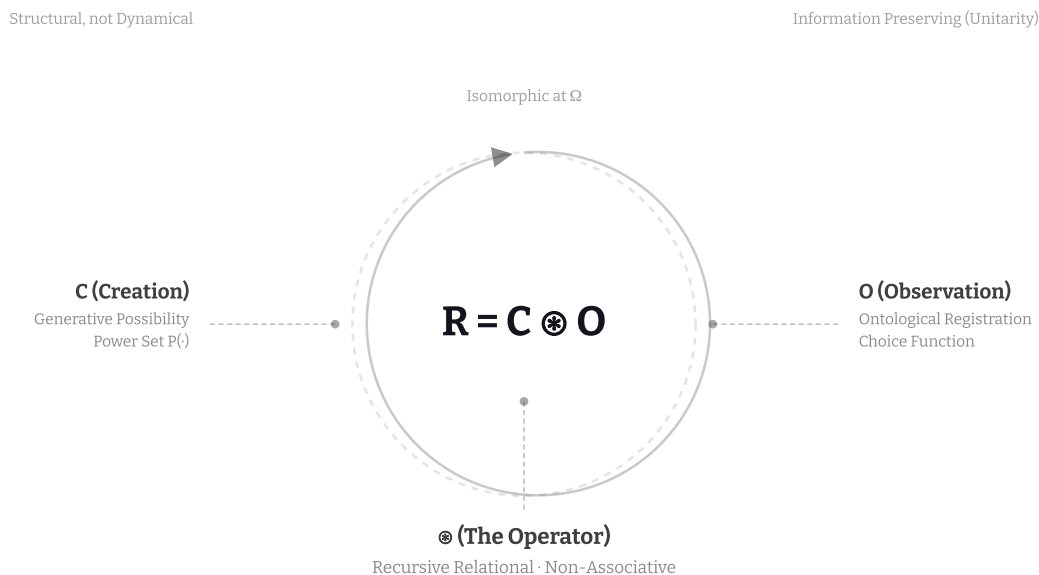 Structural, not Dynamical
Information Preserving (Unitarity)
Isomorphic at Ω
C (Creation)
Generative Possibility
Power Set P(·)
R = C ⊛ O
O (Observation)
Ontological Registration
Choice Function
⊛ (The Operator)
Recursive Relational · Non-Associative